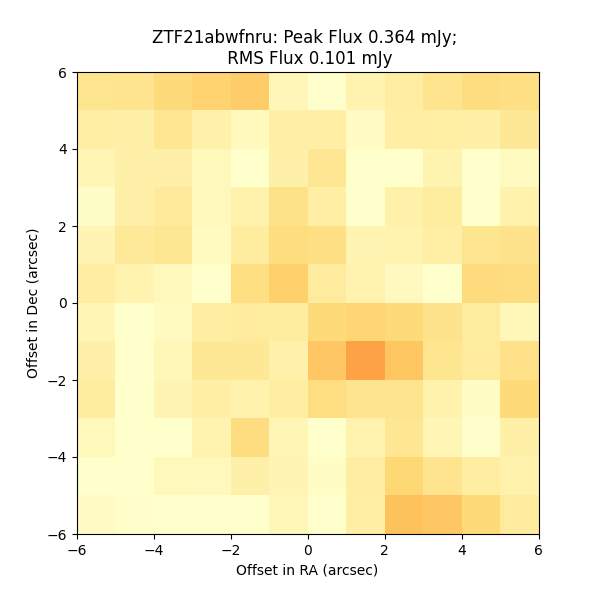 ZTF21abwfnru: Peak Flux 0.364 mJy;
RMS Flux 0.101 mJy
6
4
2
0
−2
−4
−6
Offset in Dec (arcsec)
−6 −4 −2 0 2 4 6
Offset in RA (arcsec)